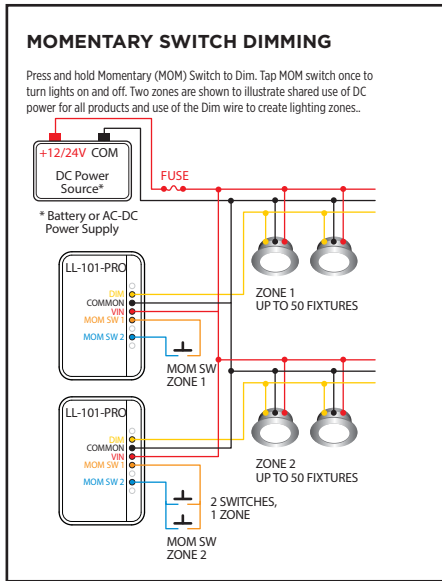 MOMENTARY SWITCH DIMMING
Press and hold Momentary (MOM) Switch to Dim. Tap MOM switch once to
turn lights on and off. Two zones are shown to illustrate shared use of DC
power for all products and use of the Dim wire to create lighting zones..
+12/24V COM
DC Power
Source*
FUSE
* Battery or AC-DC
Power Supply
LL-101-PRO
DIM
COMMON
VIN
MOM SW 1
MOM SW 2
MOM SW
ZONE 1
ZONE 1
UP TO 50 FIXTURES
LL-101-PRO
DIM
COMMON
VIN
MOM SW 1
MOM SW 2
2 SWITCHES,
1 ZONE
MOM SW
ZONE 2
ZONE 2
UP TO 50 FIXTURES